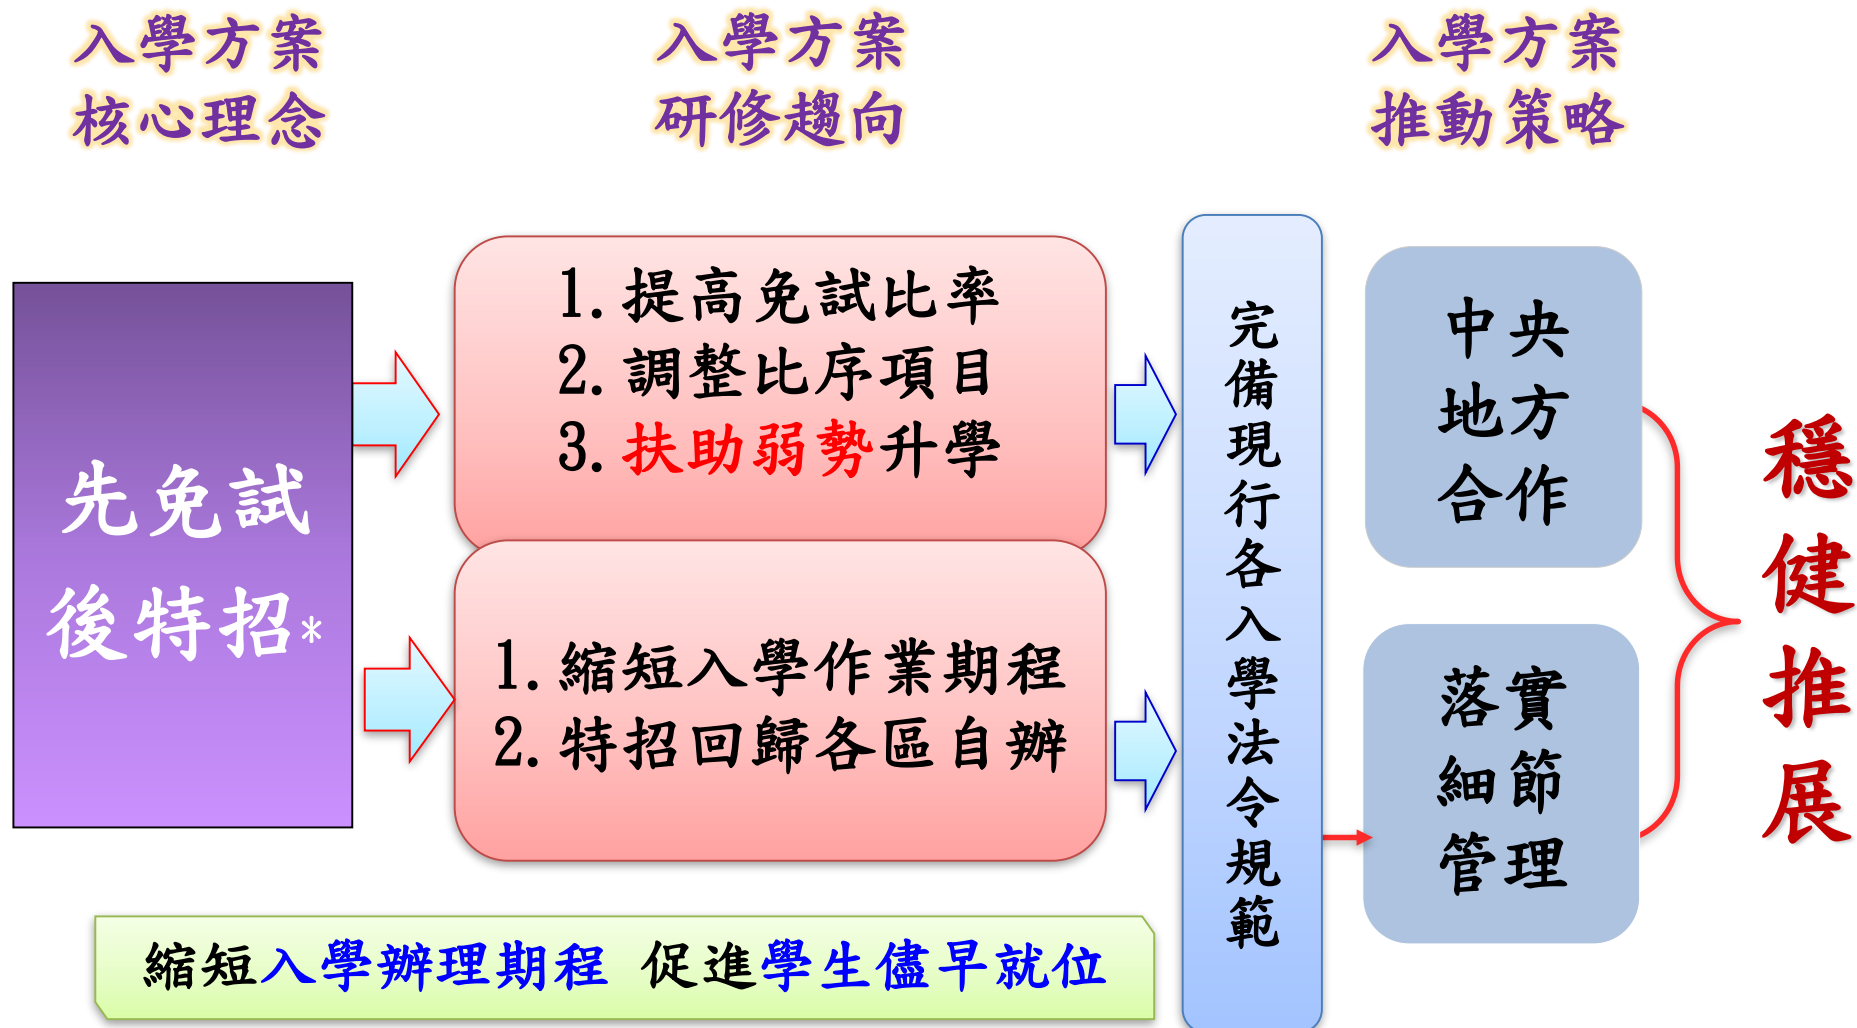 入學方案
核心理念
入學方案
研修趨向
入學方案
推動策略
先免試
後特招*
1.提高免試比率
2.調整比序項目
3.扶助弱勢升學
1.縮短入學作業期程
2.特招回歸各區自辦
完備現行各入學法令規範
中央
地方
合作
落實
細節
管理
穩健推展
縮短入學辦理期程 促進學生儘早就位